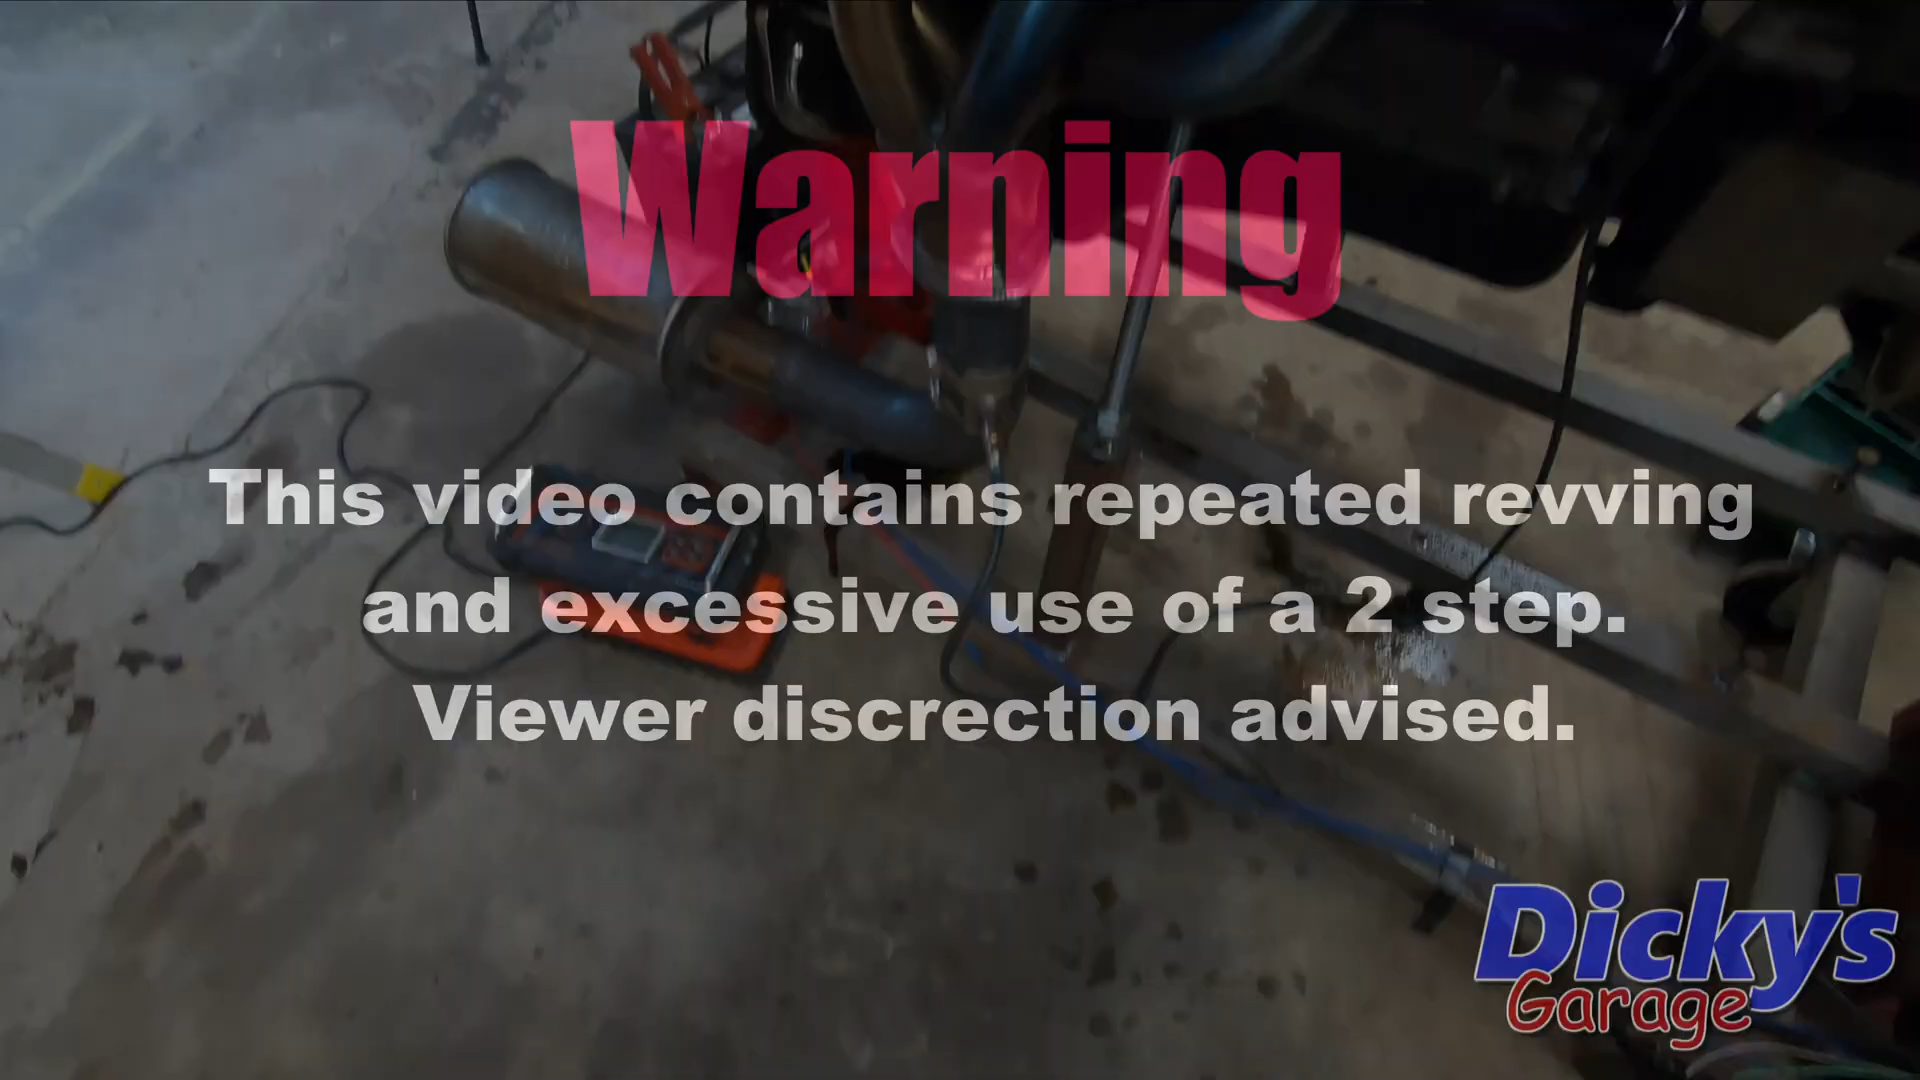 Warning
This video contains repeated revving
and excessive use of a 2 step.
Viewer discrection advised.
Dicky's
Garage